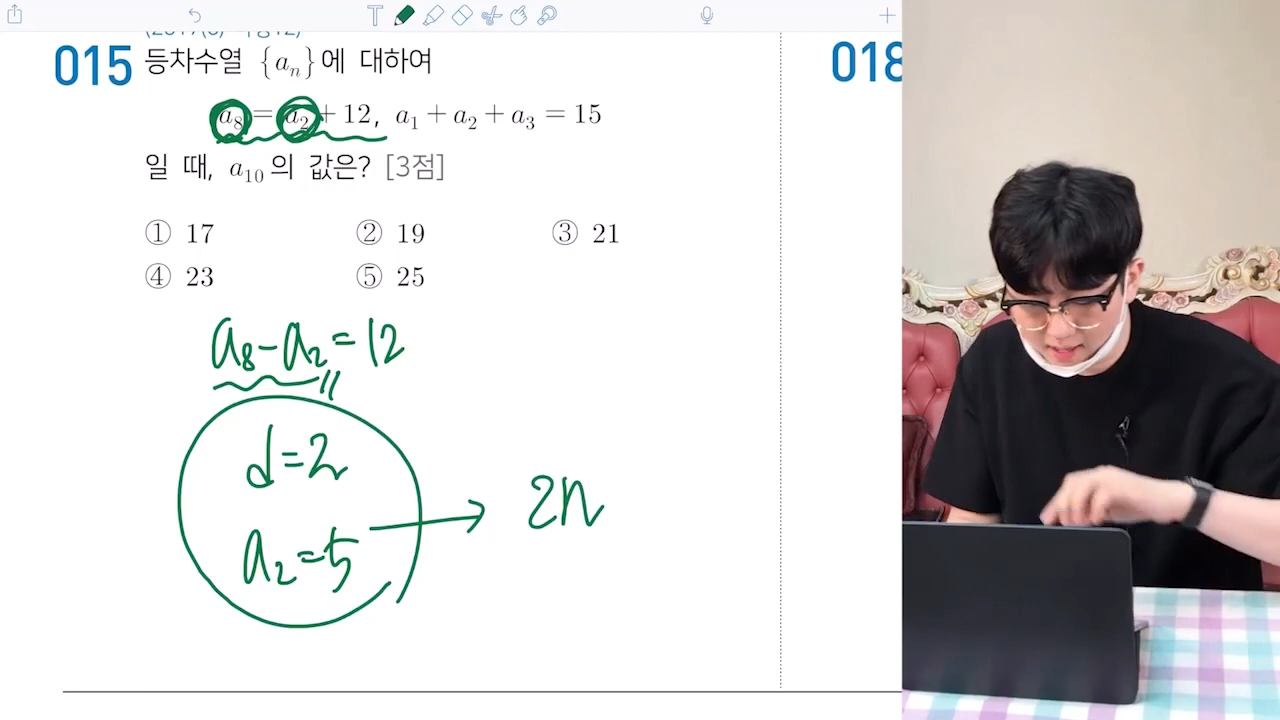 015 등차수열 {aₙ}에 대하여
a₈ = a₂ + 12, a₁ + a₂ + a₃ = 15
일 때, a₁₀의 값은? [3점]
① 17 ② 19 ③ 21
④ 23 ⑤ 25
a₈ - a₂ = 12
d = 2
a₂ = 5 → 2n
018